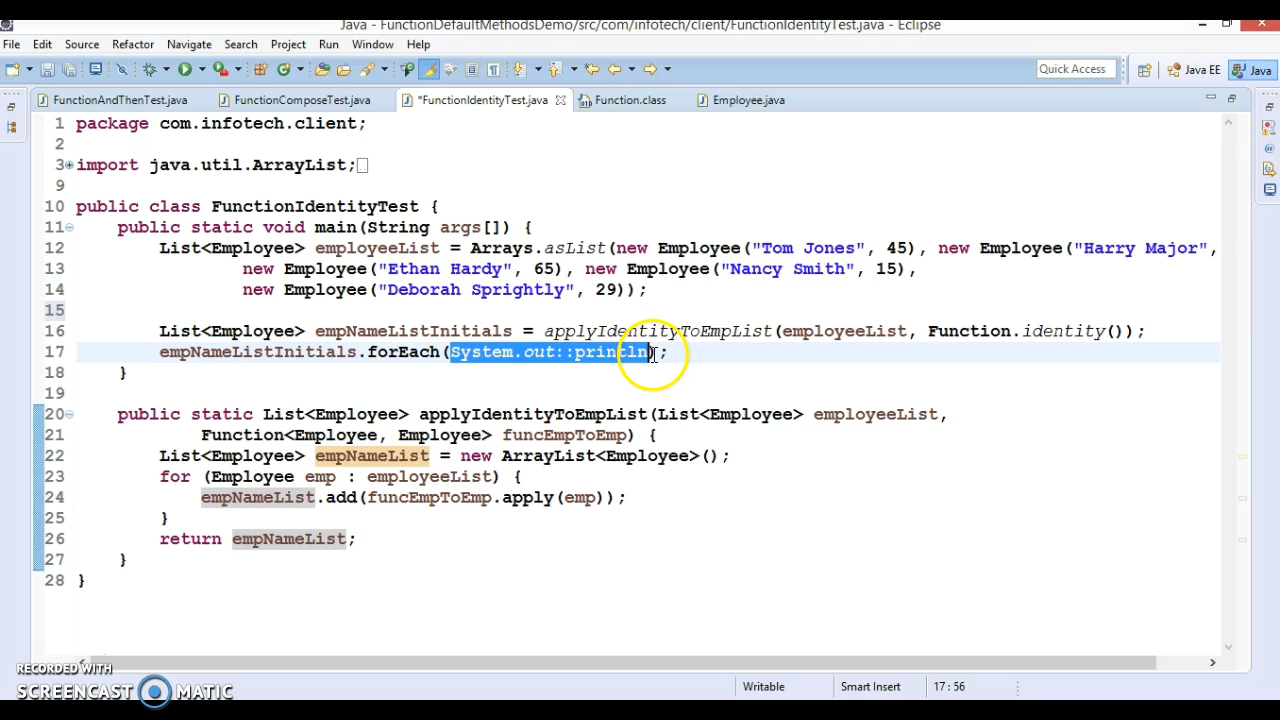 Java - FunctionDefaultMethodsDemo/src/com/infotech/client/FunctionIdentityTest.java - Eclipse
File Edit Source Refactor Navigate Search Project Run Window Help
Quick Access Java EE Java
FunctionAndThenTest.java FunctionComposeTest.java *FunctionIdentityTest.java Function.class Employee.java
1 package com.infotech.client;
2
3 import java.util.ArrayList;
9
10 public class FunctionIdentityTest {
11 public static void main(String args[]) {
12 List<Employee> employeeList = Arrays.asList(new Employee("Tom Jones", 45), new Employee("Harry Major",
13 new Employee("Ethan Hardy", 65), new Employee("Nancy Smith", 15),
14 new Employee("Deborah Sprightly", 29));
15
16 List<Employee> empNameListInitials = applyIdentityToEmpList(employeeList, Function.identity());
17 empNameListInitials.forEach(System.out::println);
18 }
19
20 public static List<Employee> applyIdentityToEmpList(List<Employee> employeeList,
21 Function<Employee, Employee> funcEmpToEmp) {
22 List<Employee> empNameList = new ArrayList<Employee>();
23 for (Employee emp : employeeList) {
24 empNameList.add(funcEmpToEmp.apply(emp));
25 }
26 return empNameList;
27 }
28 }
RECORDED WITH
SCREENCAST MATIC
Writable Smart Insert 17 : 56